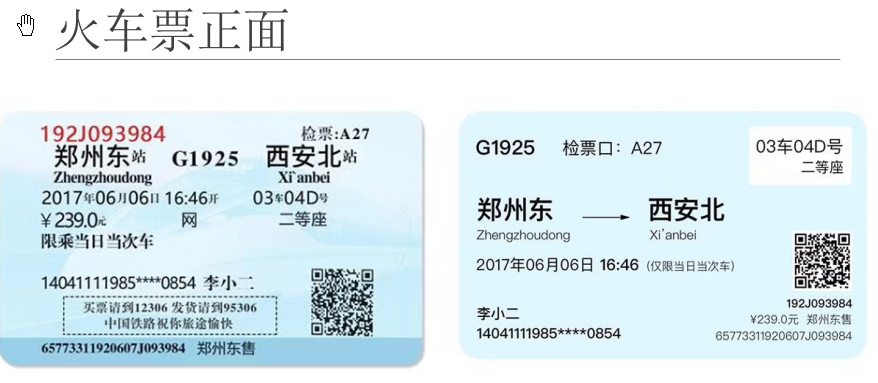 火车票正面
192J093984
检票:A27
郑州东站 G1925 西安北站
Zhengzhoudong Xi'anbei
2017年06月06日 16:46开 03车04D号
￥239.0元 网 二等座
限乘当日当次车
14041111985****0854 李小二
买票请到12306 发货请到95306
中国铁路祝你旅途愉快
65773311920607J093984 郑州东售
G1925 检票口：A27
03车04D号
二等座
郑州东 西安北
Zhengzhoudong Xi'anbei
2017年06月06日 16:46 (仅限当日当次车)
李小二
14041111985****0854
192J093984
¥239.0元 郑州东售
65773311920607J093984